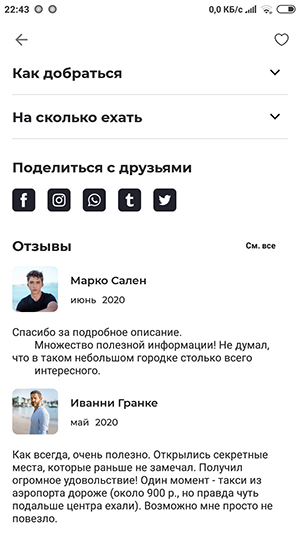 22:43 0,0 КБ/с
Как добраться
На сколько ехать
Поделиться с друзьями
Отзывы См. все
Марко Сален
июнь 2020
Спасибо за подробное описание.
Множество полезной информации! Не думал,
что в таком небольшом городке столько всего
интересного.
Иванни Гранке
май 2020
Как всегда, очень полезно. Открылись секретные
места, которые раньше не замечал. Получил
огромное удовольствие! Один момент - такси из
аэропорта дороже (около 900 р., но правда чуть
подальше центра ехали). Возможно мне просто не
повезло.